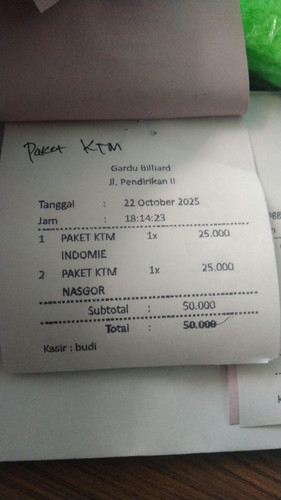 Paket KTM
Gardu Billiard
Jl. Pendirikan II
Tanggal : 22 October 2025
Jam : 18:14:23
1 PAKET KTM 1x 25.000
INDOMIE
2 PAKET KTM 1x 25.000
NASGOR
Subtotal : 50.000
Total : 50.000
Kasir : budi